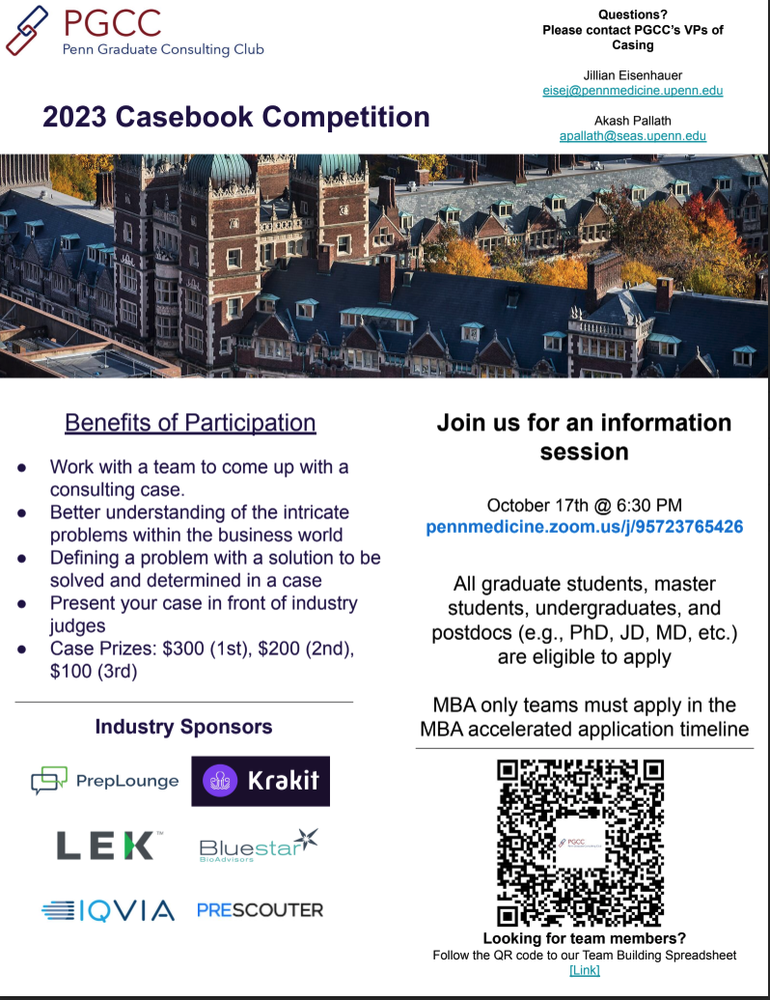 PGCC
Penn Graduate Consulting Club
2023 Casebook Competition
Questions?
Please contact PGCC's VPs of
Casing
Jillian Eisenhauer
eisej@pennmedicine.upenn.edu
Akash Pallath
apallath@seas.upenn.edu
Benefits of Participation
● Work with a team to come up with a
consulting case.
● Better understanding of the intricate
problems within the business world
● Defining a problem with a solution to be
solved and determined in a case
● Present your case in front of industry
judges
● Case Prizes: $300 (1st), $200 (2nd),
$100 (3rd)
Industry Sponsors
PrepLounge
Krakit
LEK™
Bluestar
BioAdvisors
IQVIA
PRESCOUTER
Join us for an information
session
October 17th @ 6:30 PM
pennmedicine.zoom.us/j/95723765426
All graduate students, master
students, undergraduates, and
postdocs (e.g., PhD, JD, MD, etc.)
are eligible to apply
MBA only teams must apply in the
MBA accelerated application timeline
PGCC
Looking for team members?
Follow the QR code to our Team Building Spreadsheet
[Link]